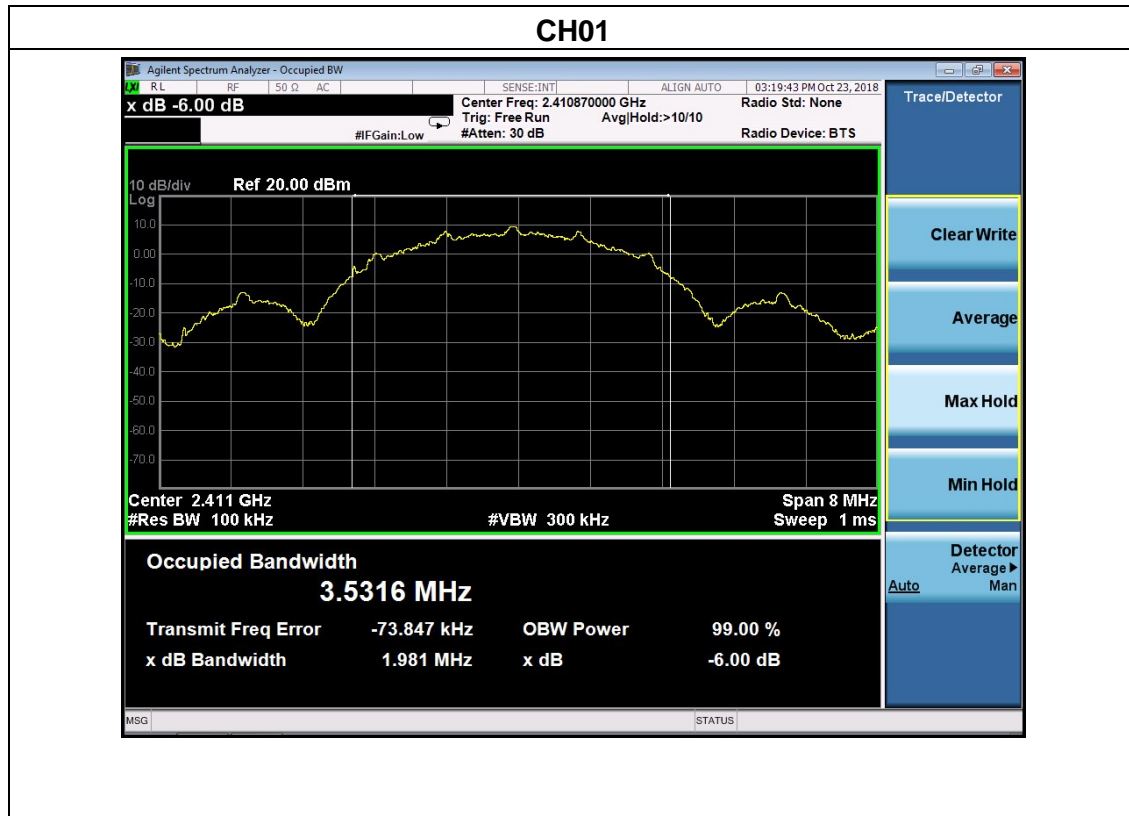 CH01
Agilent Spectrum Analyzer - Occupied BW
LXI RL RF 50 Ω AC SENSE:INT ALIGN AUTO 03:19:43 PM Oct 23, 2018
x dB -6.00 dB
Center Freq: 2.410870000 GHz
Radio Std: None
Trig: Free Run
Avg|Hold:>10/10
#IFGain:Low
#Atten: 30 dB
Radio Device: BTS
10 dB/div
Ref 20.00 dBm
Log
10.0
0.00
-10.0
-20.0
-30.0
-40.0
-50.0
-60.0
-70.0
Center 2.411 GHz
Span 8 MHz
#Res BW 100 kHz
#VBW 300 kHz
Sweep 1 ms
Occupied Bandwidth
3.5316 MHz
Transmit Freq Error -73.847 kHz OBW Power 99.00 %
x dB Bandwidth 1.981 MHz x dB -6.00 dB
MSG
STATUS
Trace/Detector
Clear Write
Average
Max Hold
Min Hold
Detector
Average
Auto Man